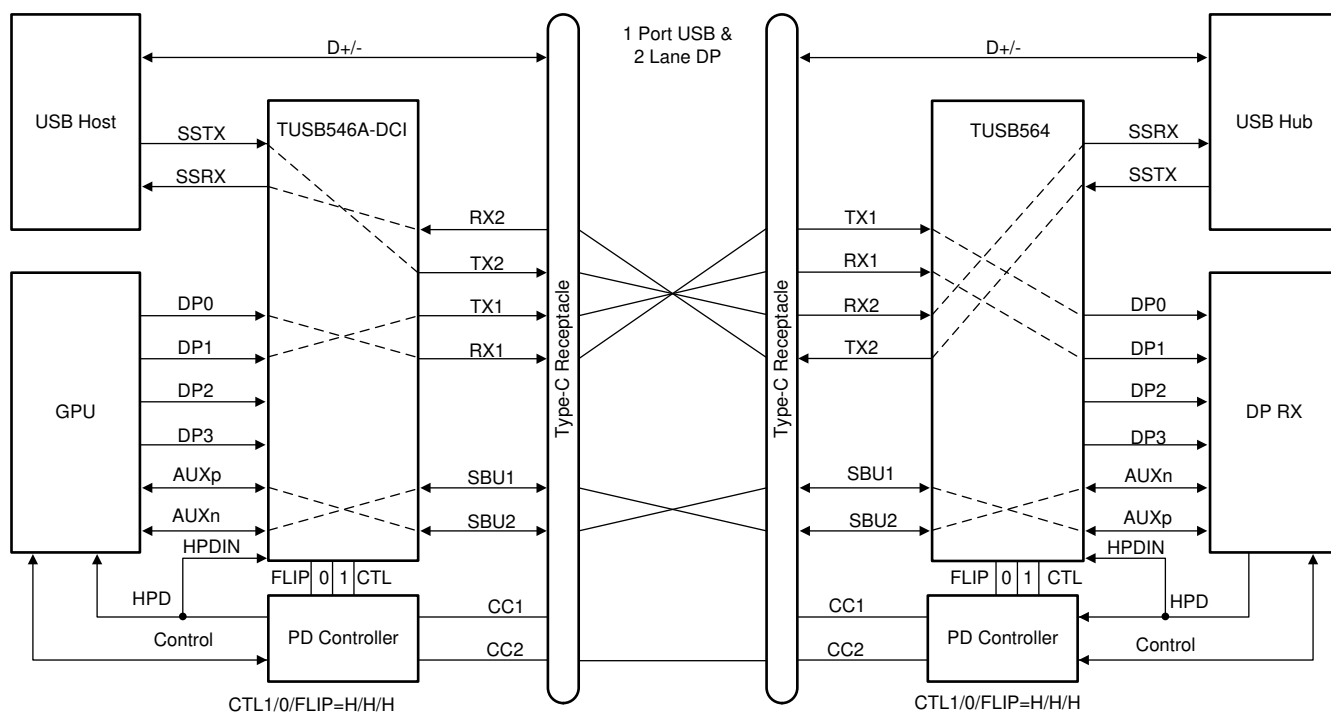 1 Port USB &
2 Lane DP
D+/-
D+/-
USB Host
TUSB546A-DCI
SSTX
SSRX
RX2
TX2
TX1
RX1
GPU
DP0
DP1
DP2
DP3
AUXp
AUXn
SBU1
SBU2
HPDIN
HPD
Control
FLIP 0 1 CTL
PD Controller
CC1
CC2
CTL1/0/FLIP=H/H/H
Type-C Receptacle
Type-C Receptacle
TUSB564
USB Hub
SSRX
SSTX
TX1
RX1
RX2
TX2
DP0
DP1
DP2
DP3
DP RX
SBU1
SBU2
AUXn
AUXp
HPDIN
FLIP 0 1 CTL
HPD
CC1
CC2
PD Controller
Control
CTL1/0/FLIP=H/H/H